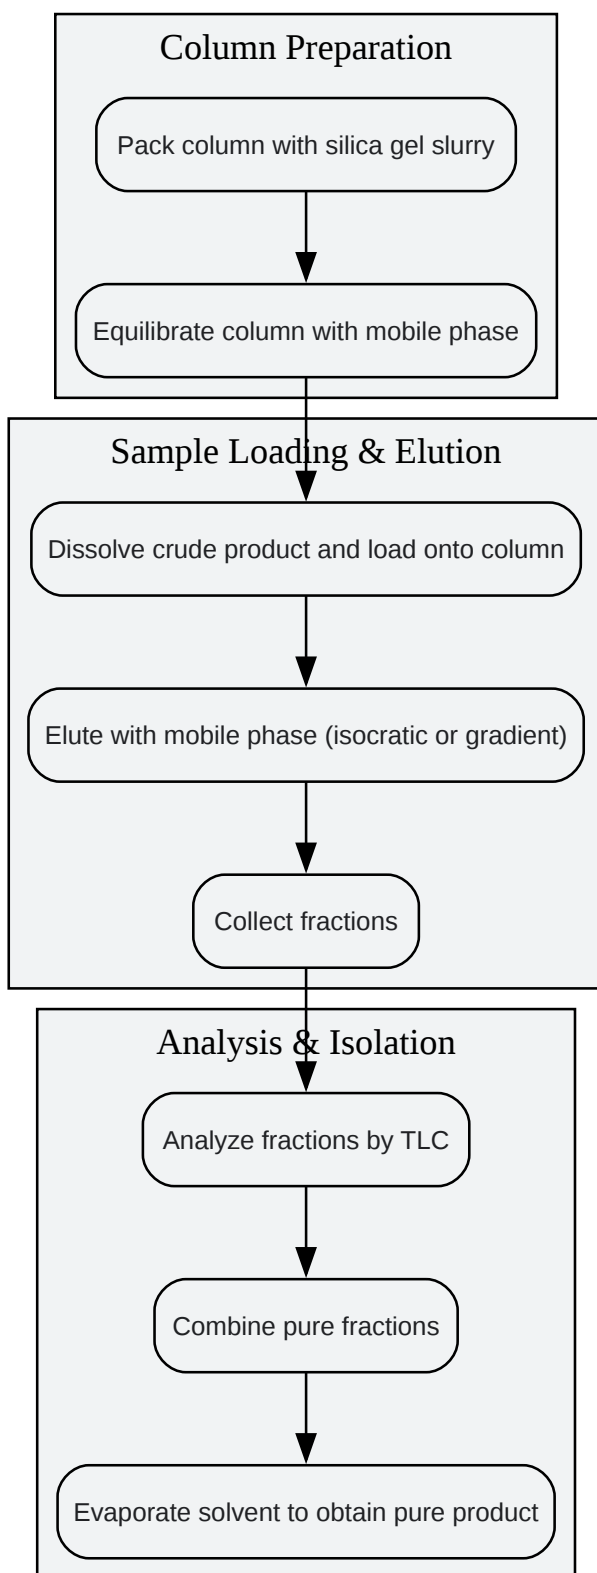 Column Preparation
Pack column with silica gel slurry
Equilibrate column with mobile phase
Sample Loading & Elution
Dissolve crude product and load onto column
Elute with mobile phase (isocratic or gradient)
Collect fractions
Analysis & Isolation
Analyze fractions by TLC
Combine pure fractions
Evaporate solvent to obtain pure product